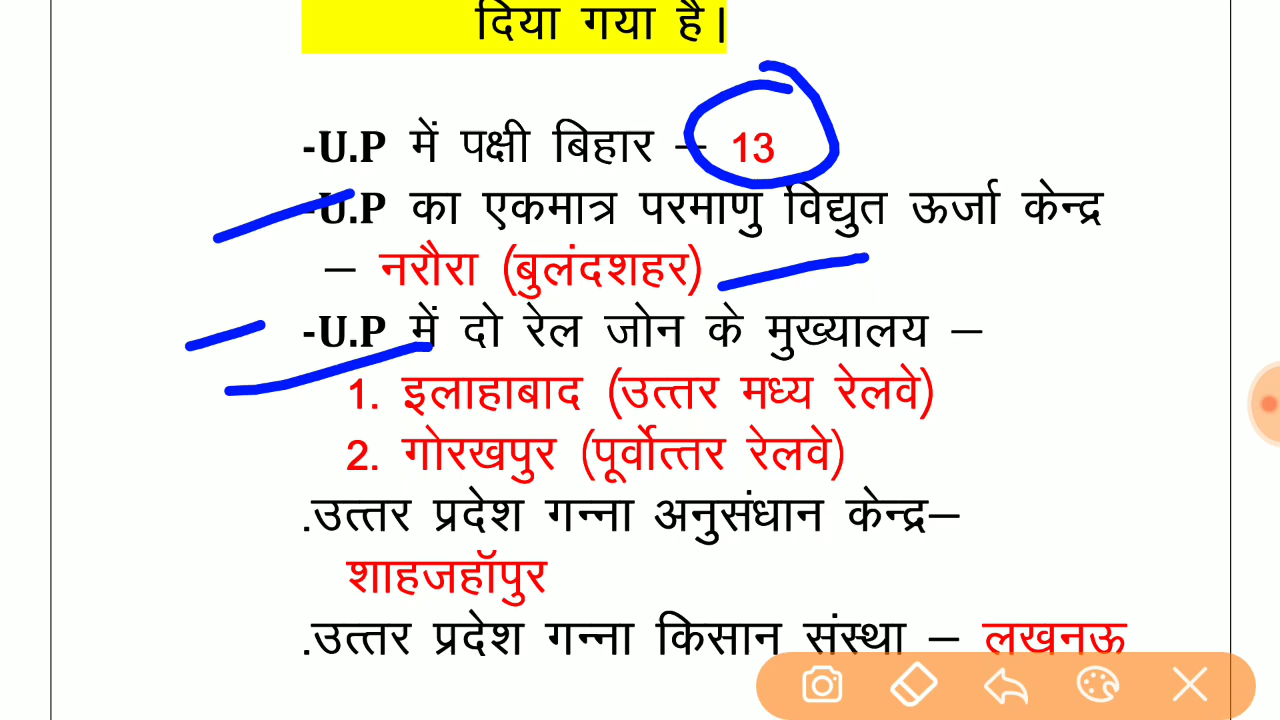 दिया गया है।
-U.P में पक्षी बिहार – 13
-U.P का एकमात्र परमाणु विद्युत ऊर्जा केन्द्र
– नरौरा (बुलंदशहर)
-U.P में दो रेल जोन के मुख्यालय –
1. इलाहाबाद (उत्तर मध्य रेलवे)
2. गोरखपुर (पूर्वोत्तर रेलवे)
.उत्तर प्रदेश गन्ना अनुसंधान केन्द्र–
शाहजहॉपुर
.उत्तर प्रदेश गन्ना किसान संस्था – लखनऊ